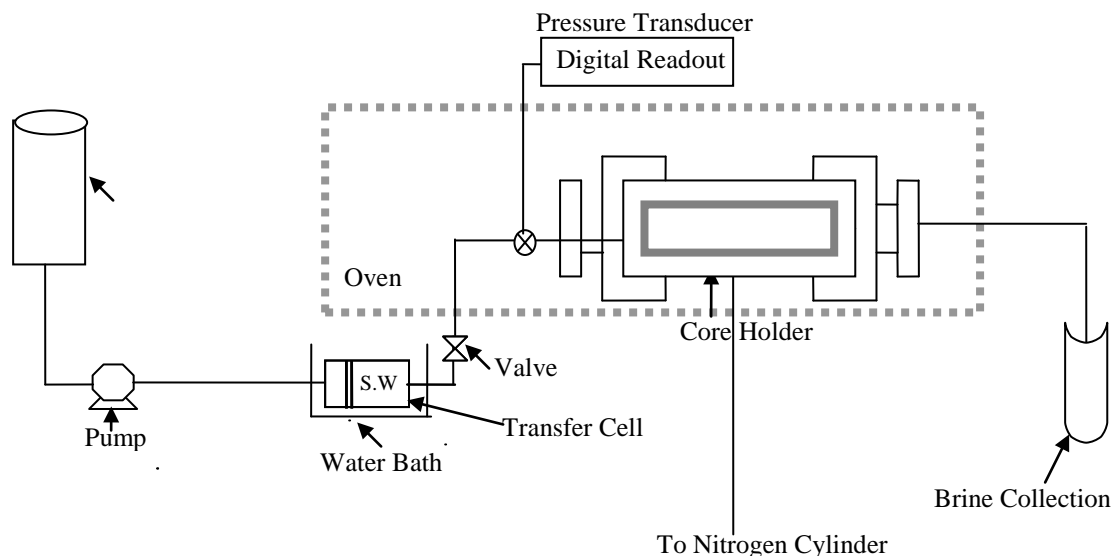 Pressure Transducer
Digital Readout
Oven
Core Holder
Valve
S.W
Transfer Cell
Pump
Water Bath
Brine Collection
To Nitrogen Cylinder